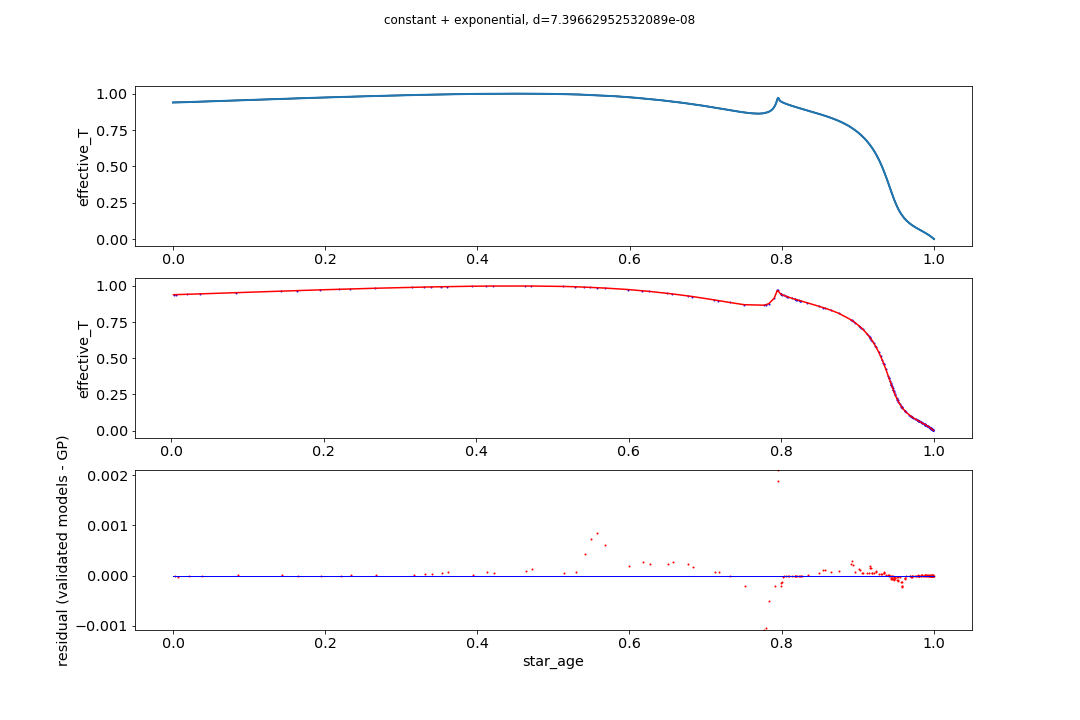 constant + exponential, d=7.39662952532089e-08
effective_T
1.00
0.75
0.50
0.25
0.00
0.0 0.2 0.4 0.6 0.8 1.0
effective_T
1.00
0.75
0.50
0.25
0.00
0.0 0.2 0.4 0.6 0.8 1.0
residual (validated models - GP)
0.002
0.001
0.000
−0.001
0.0 0.2 0.4 0.6 0.8 1.0
star_age